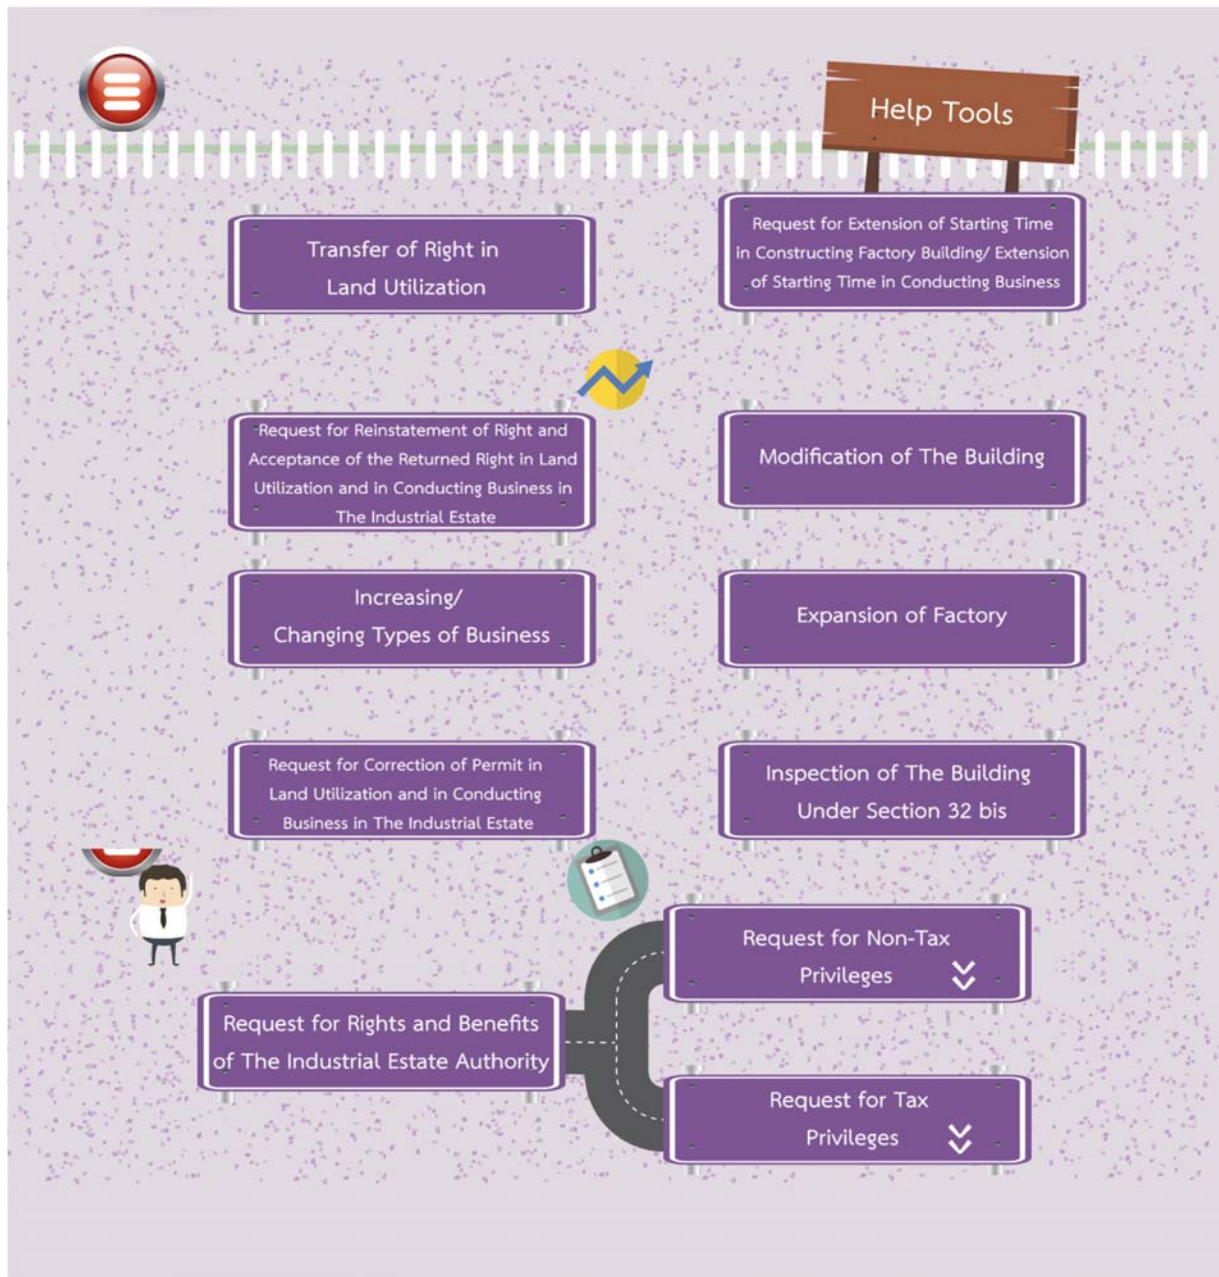 Help Tools
Transfer of Right in
Land Utilization
Request for Extension of Starting Time
in Constructing Factory Building/ Extension
of Starting Time in Conducting Business
Request for Reinstatement of Right and
Acceptance of the Returned Right in Land
Utilization and in Conducting Business in
The Industrial Estate
Modification of The Building
Increasing/
Changing Types of Business
Expansion of Factory
Request for Correction of Permit in
Land Utilization and in Conducting
Business in The Industrial Estate
Inspection of The Building
Under Section 32 bis
Request for Rights and Benefits
of The Industrial Estate Authority
Request for Non-Tax
Privileges
Request for Tax
Privileges